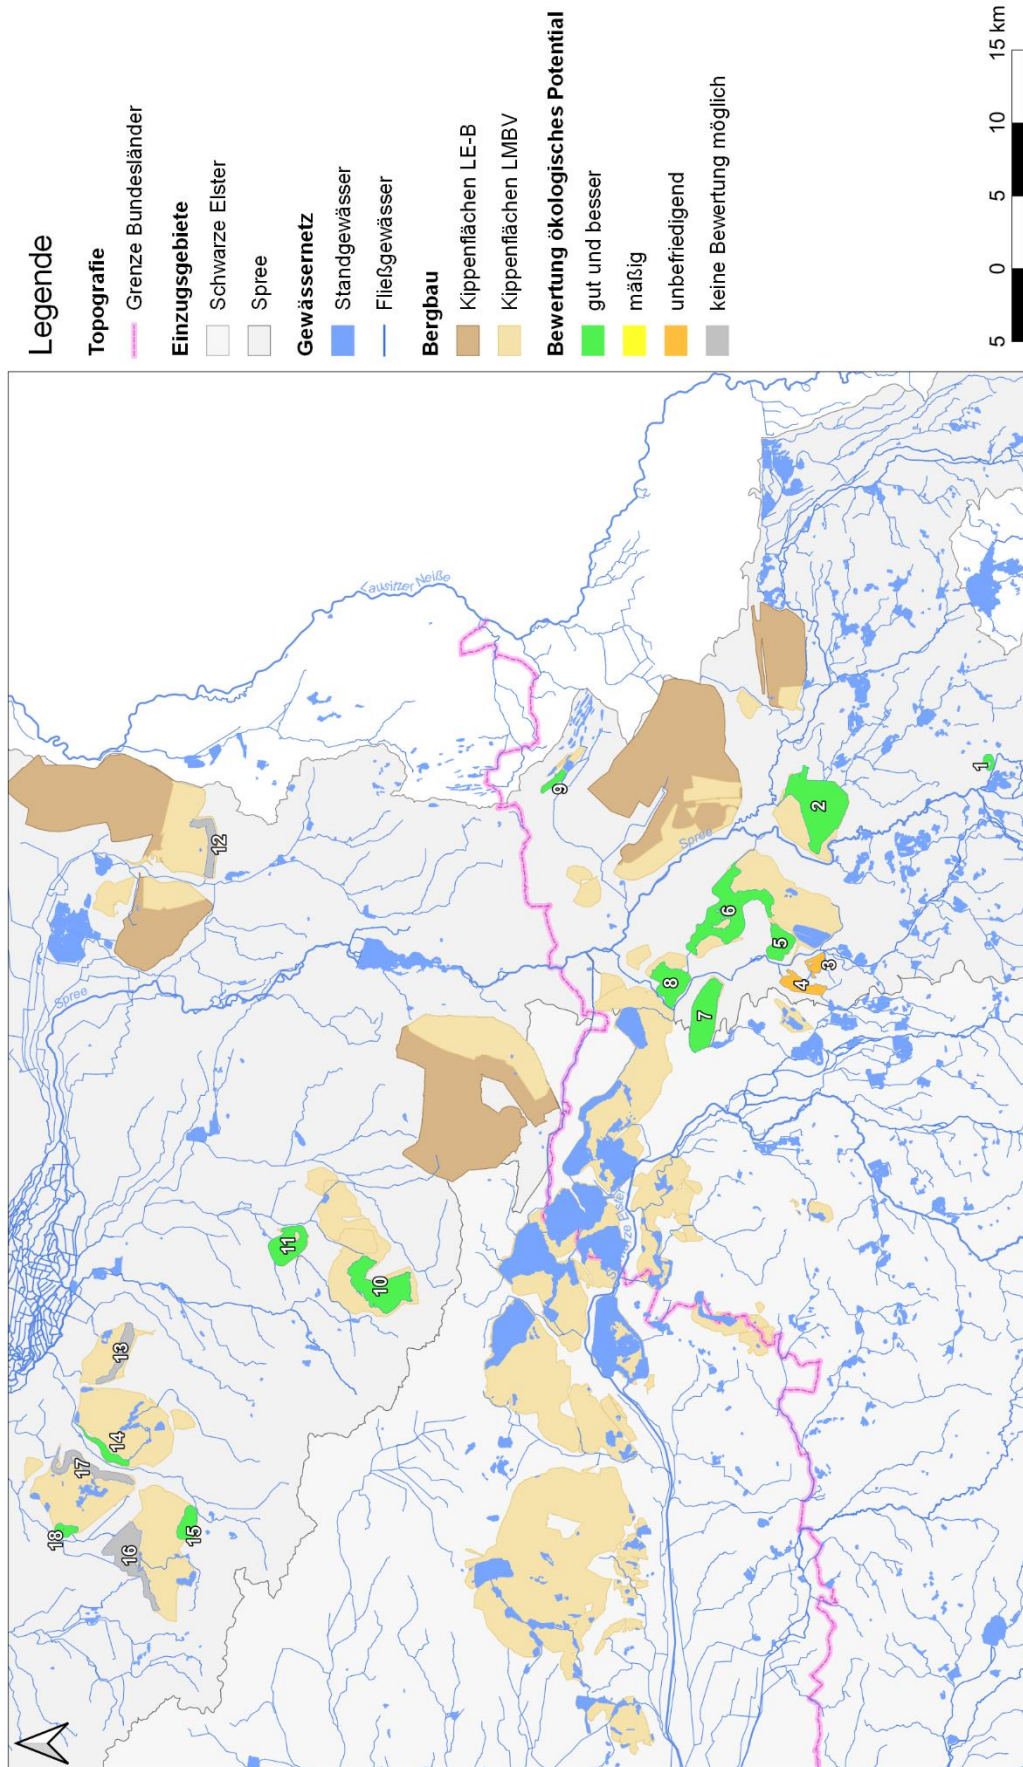 Legende
Topografie
Grenze Bundesländer
Einzugsgebiete
Schwarze Elster
Spree
Gewässernetz
Standgewässer
Fließgewässer
Bergbau
Kippenflächen LE-B
Kippenflächen LMBV
Bewertung ökologisches Potential
gut und besser
mäßig
unbefriedigend
keine Bewertung möglich
5 0 5 10 15 km
Lausitzer Neiße
Spree
Spree
Schwarze Elster
1
2
3
4
5
6
7
8
9
10
11
12
13
14
15
16
17
18